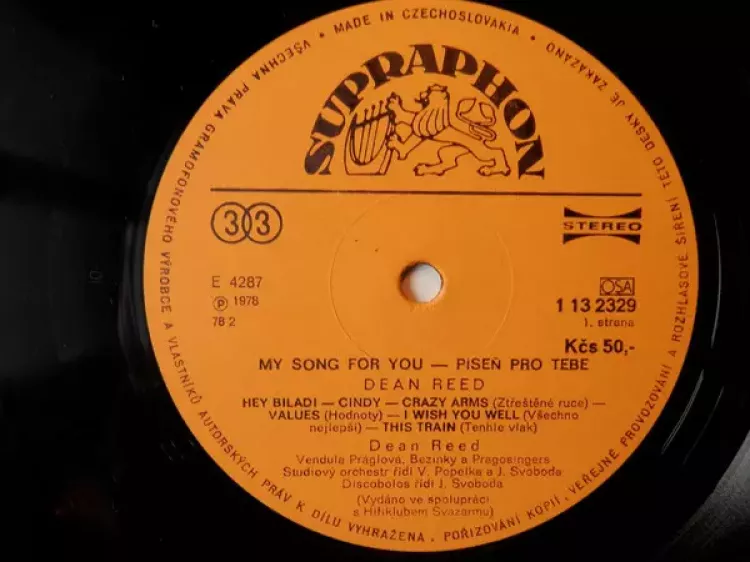 MADE IN CZECHOSLOVAKIA
VŠECHNA PRÁVA GRAMOFONOVÉHO VÝROBCE A VLASTNÍKŮ AUTORSKÝCH PRÁV K DÍLU VYHRAŽENA. POŘIZOVÁNÍ KOPIÍ, VEŘEJNÉ PROVOZOVÁNÍ A ROZHLASOVÉ ŠÍŘENÍ TÉTO DESKY JE ZAKÁZÁNO
SUPRAPHON
33
STEREO
E 4287
OSA
℗ 1978
1 13 2329
78 2
1. strana
Kčs 50,-
MY SONG FOR YOU — PÍSEŇ PRO TEBE
DEAN REED
HEY BILADI — CINDY — CRAZY ARMS (Ztřeštěné ruce) —
VALUES (Hodnoty) — I WISH YOU WELL (Všechno
nejlepší) — THIS TRAIN (Tenhle vlak)
Dean Reed
Vendula Práglová, Bezinky a Pragosingers
Studiový orchestr řídí V. Popelka a J. Svoboda
Discobolos řídí J. Svoboda
(Vydáno ve spolupráci
s Hifiklubem Svazarmu)